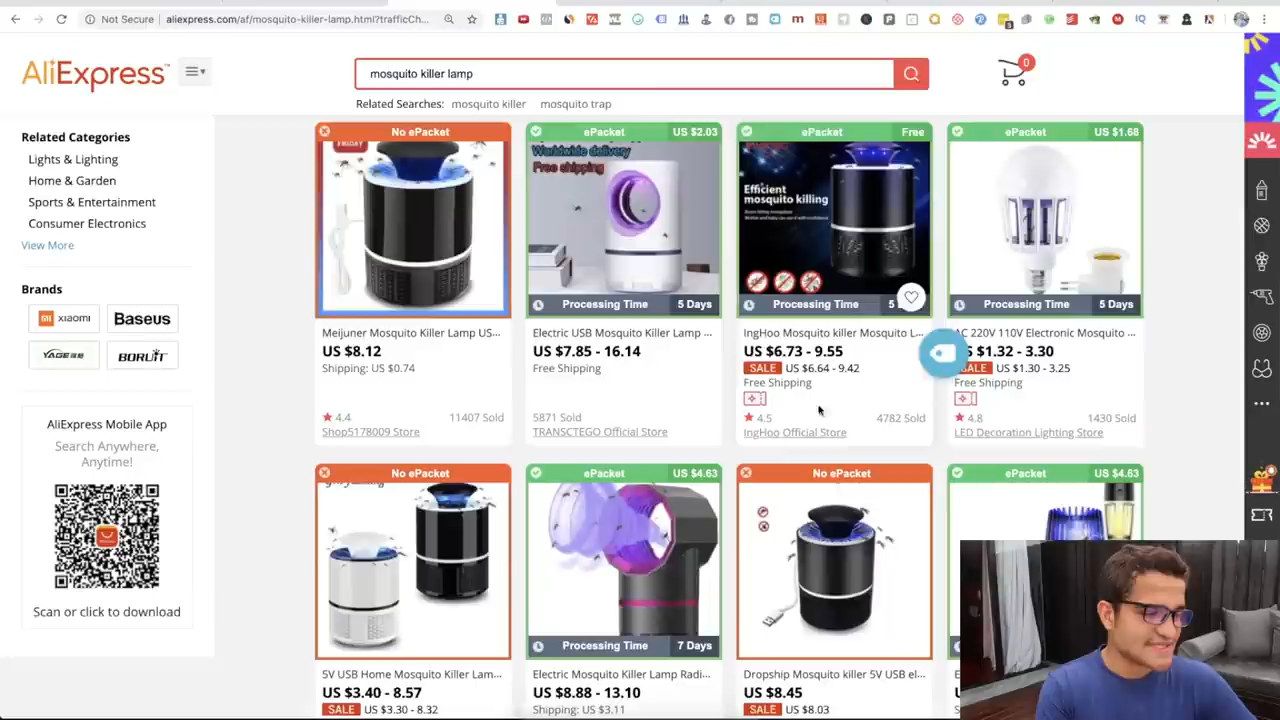 Not Secure | aliexpress.com/af/mosquito-killer-lamp.html?trafficCh...
AliExpress™
mosquito killer lamp
0
Related Searches: mosquito killer mosquito trap
Related Categories
Lights & Lighting
Home & Garden
Sports & Entertainment
Consumer Electronics
View More
Brands
xiaomi
Baseus
YAGE
BORUIT
AliExpress Mobile App
Search Anywhere,
Anytime!
Scan or click to download
No ePacket
Meijuner Mosquito Killer Lamp US...
US $8.12
Shipping: US $0.74
4.4
11407 Sold
Shop5178009 Store
ePacket US $2.03
Worldwide delivery
Free shipping
Processing Time 5 Days
Electric USB Mosquito Killer Lamp ...
US $7.85 - 16.14
Free Shipping
5871 Sold
TRANSCTEGO Official Store
ePacket Free
Efficient
mosquito killing
Processing Time 5
IngHoo Mosquito killer Mosquito L...
US $6.73 - 9.55
SALE US $6.64 - 9.42
Free Shipping
4.5
4782 Sold
IngHoo Official Store
ePacket US $1.68
Processing Time 5 Days
AC 220V 110V Electronic Mosquito ...
$1.32 - 3.30
SALE US $1.30 - 3.25
Free Shipping
4.8
1430 Sold
LED Decoration Lighting Store
No ePacket
5V USB Home Mosquito Killer Lam...
US $3.40 - 8.57
SALE US $3.30 - 8.32
ePacket US $4.63
Processing Time 7 Days
Electric Mosquito Killer Lamp Radi...
US $8.88 - 13.10
Shipping: US $3.11
No ePacket
Dropship Mosquito killer 5V USB el...
US $8.45
SALE US $8.03
ePacket US $4.63